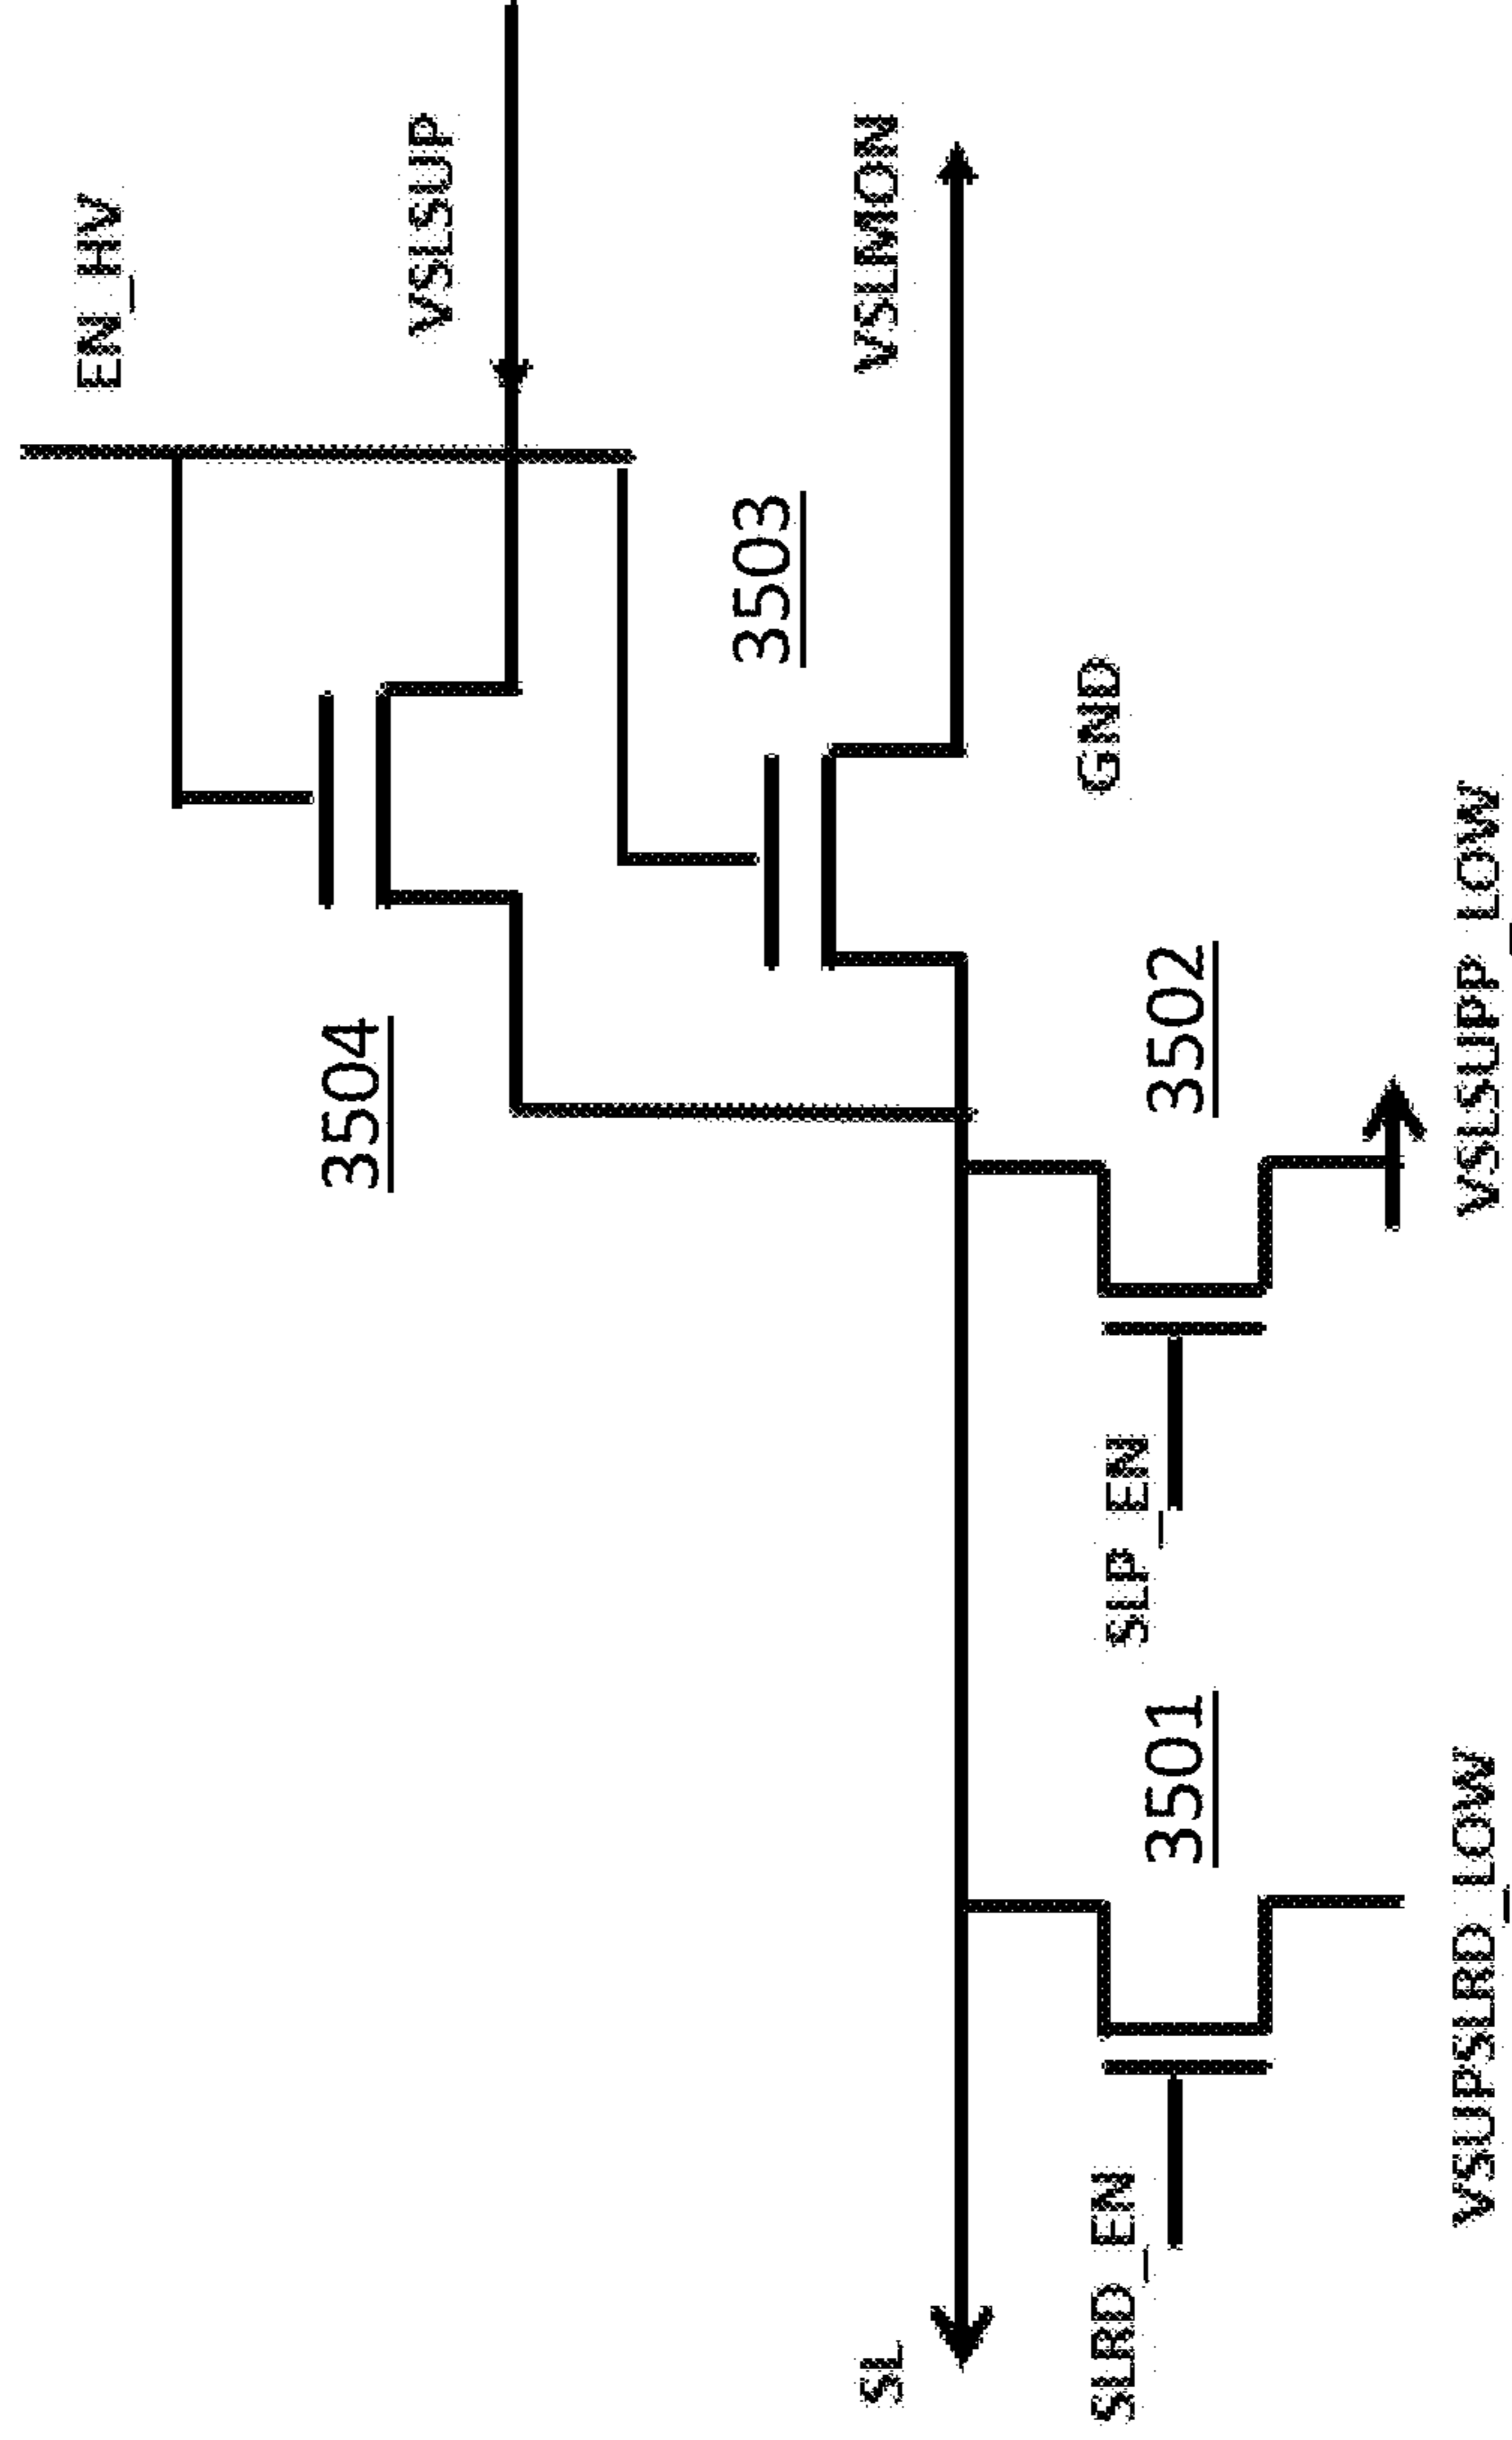 EN_HV
VSLSUP
3504
3503
VSLMON
SL
GND
SLRD_EN
3501
SLP_EN
3502
VSUPSLRD_LOW
VSLSUPP_LOW